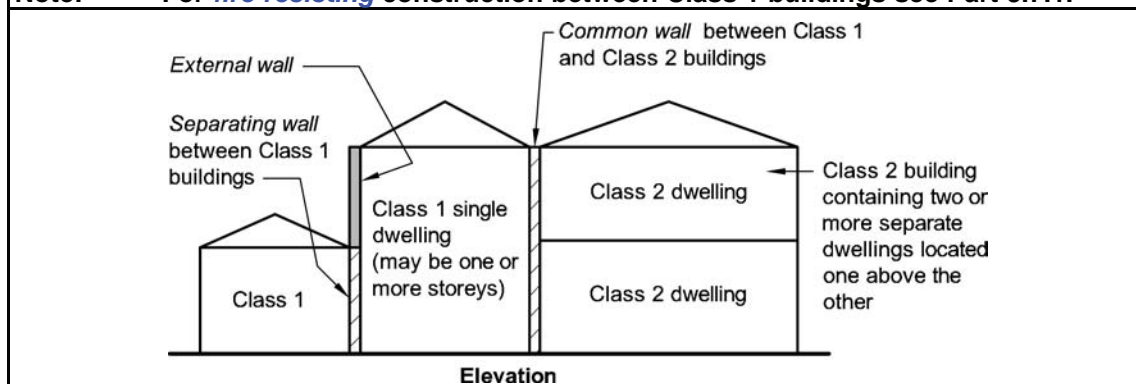 Note: For fire-resisting construction between Class 1 buildings see Part
Common wall between Class 1
and Class 2 buildings
External wall
Separating wall
between Class 1
buildings
Class 1
Class 1 single
dwelling
(may be one or
more storeys)
Class 2 dwelling
Class 2 dwelling
Class 2 building
containing two or
more separate
dwellings located
one above the
other
Elevation